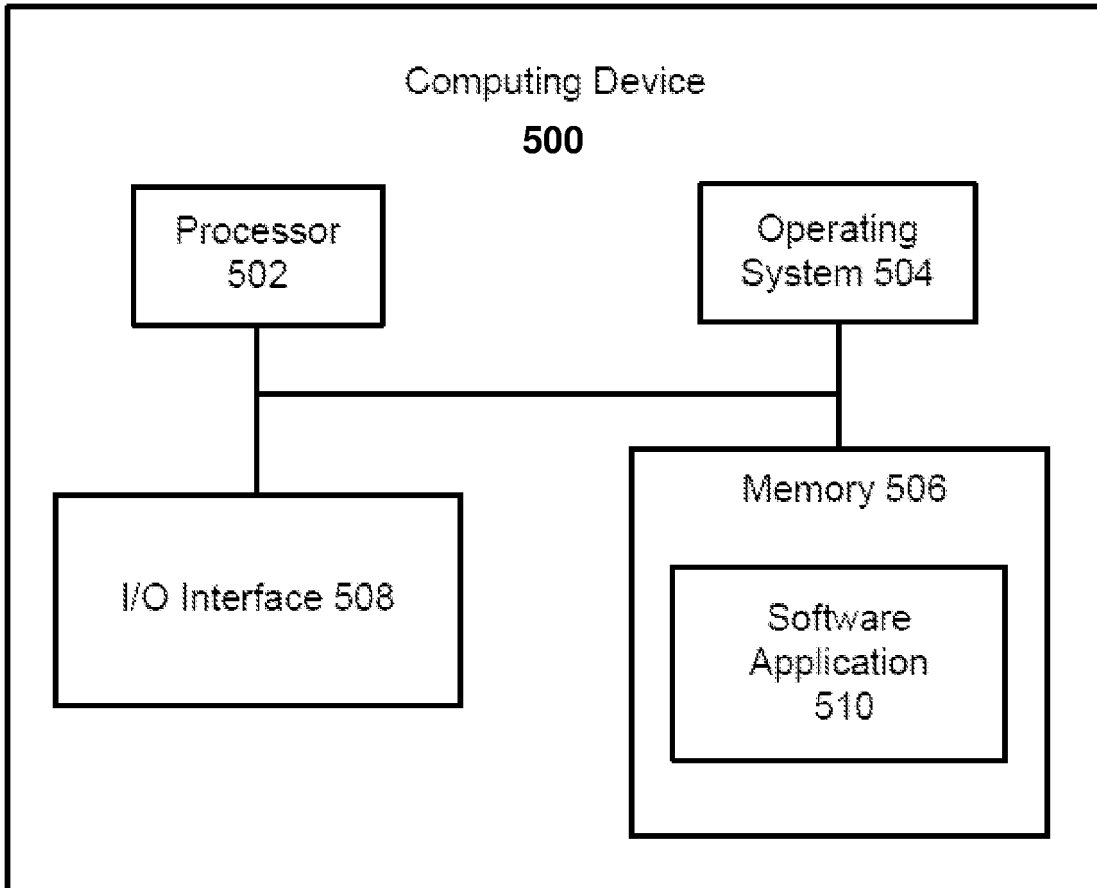 Computing Device
500
Processor
502
Operating
System 504
I/O Interface 508
Memory 506
Software
Application
510